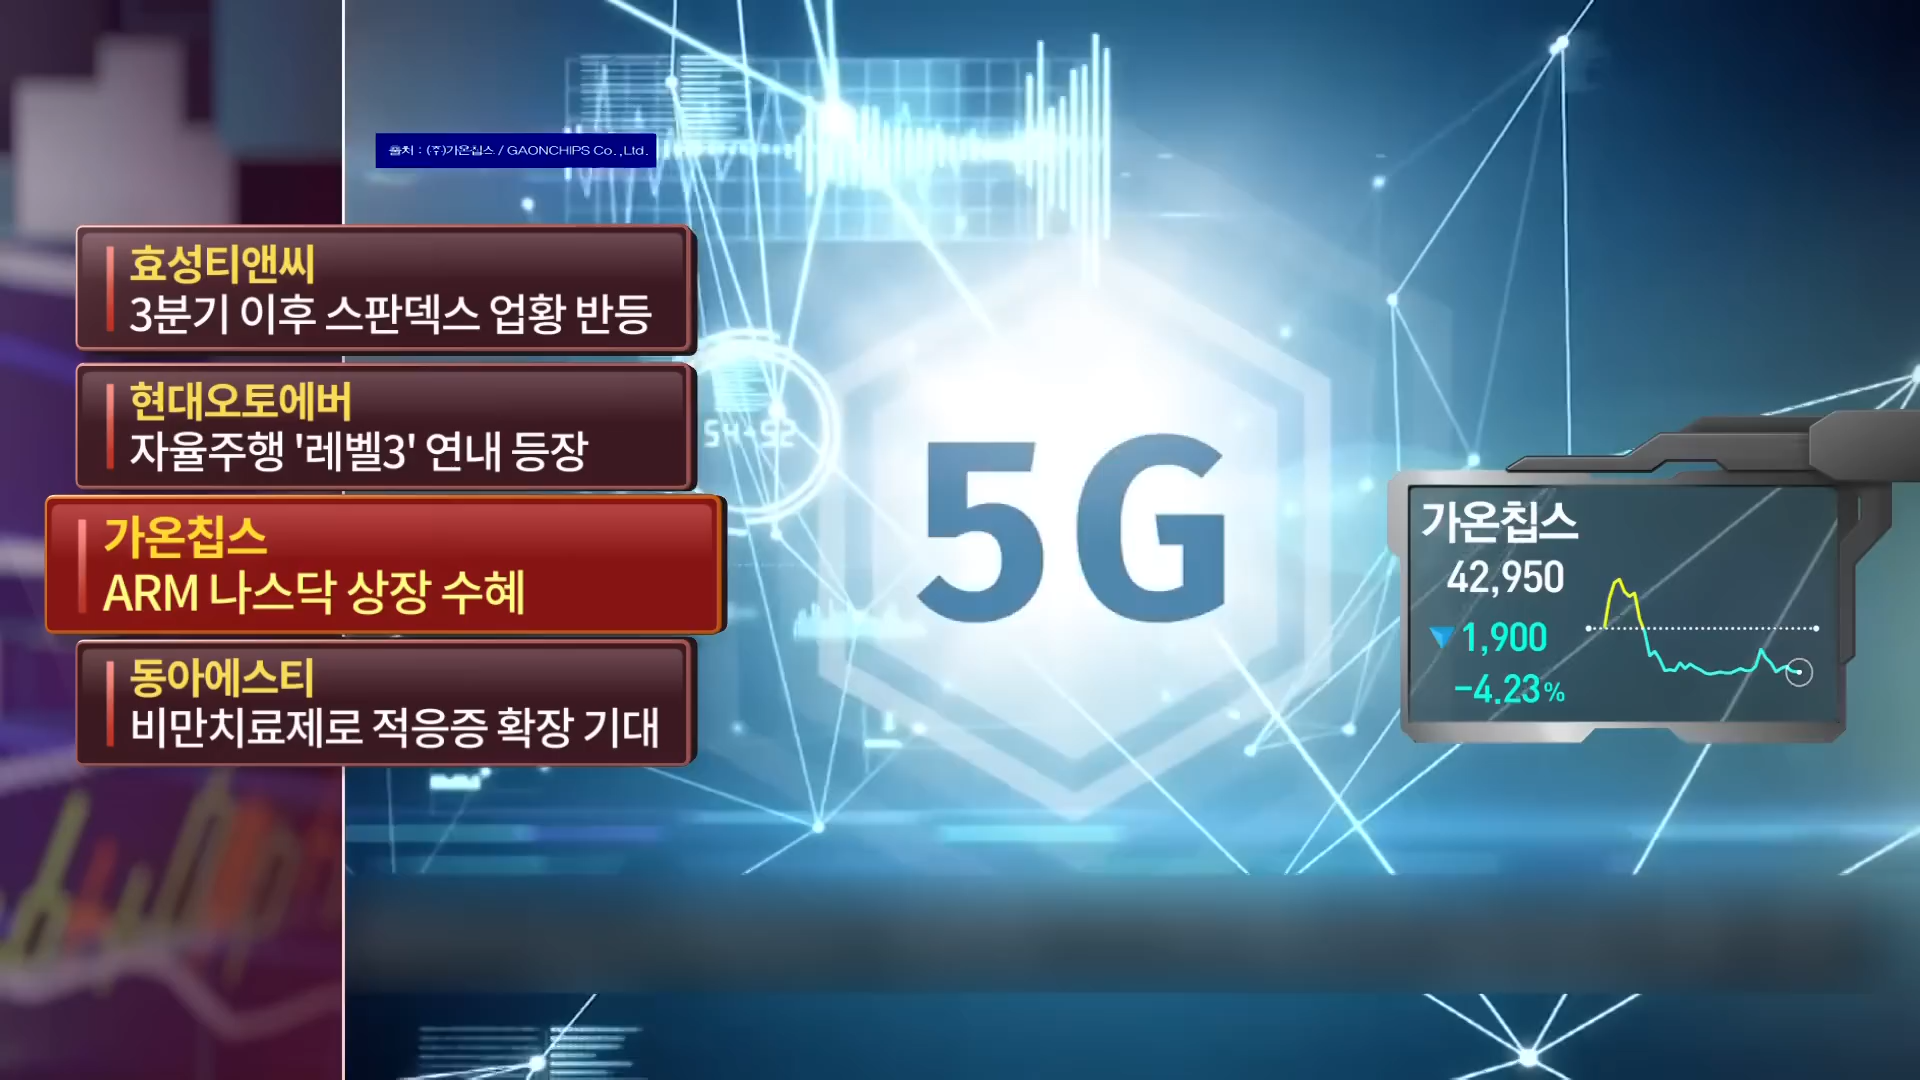 출처 : (주)가온칩스 / GAONCHIPS Co.,Ltd.
효성티앤씨
3분기 이후 스판덱스 업황 반등
현대오토에버
자율주행 '레벨3' 연내 등장
가온칩스
ARM 나스닥 상장 수혜
동아에스티
비만치료제로 적응증 확장 기대
54-52
5G
가온칩스
42,950
▼1,900
-4.23%